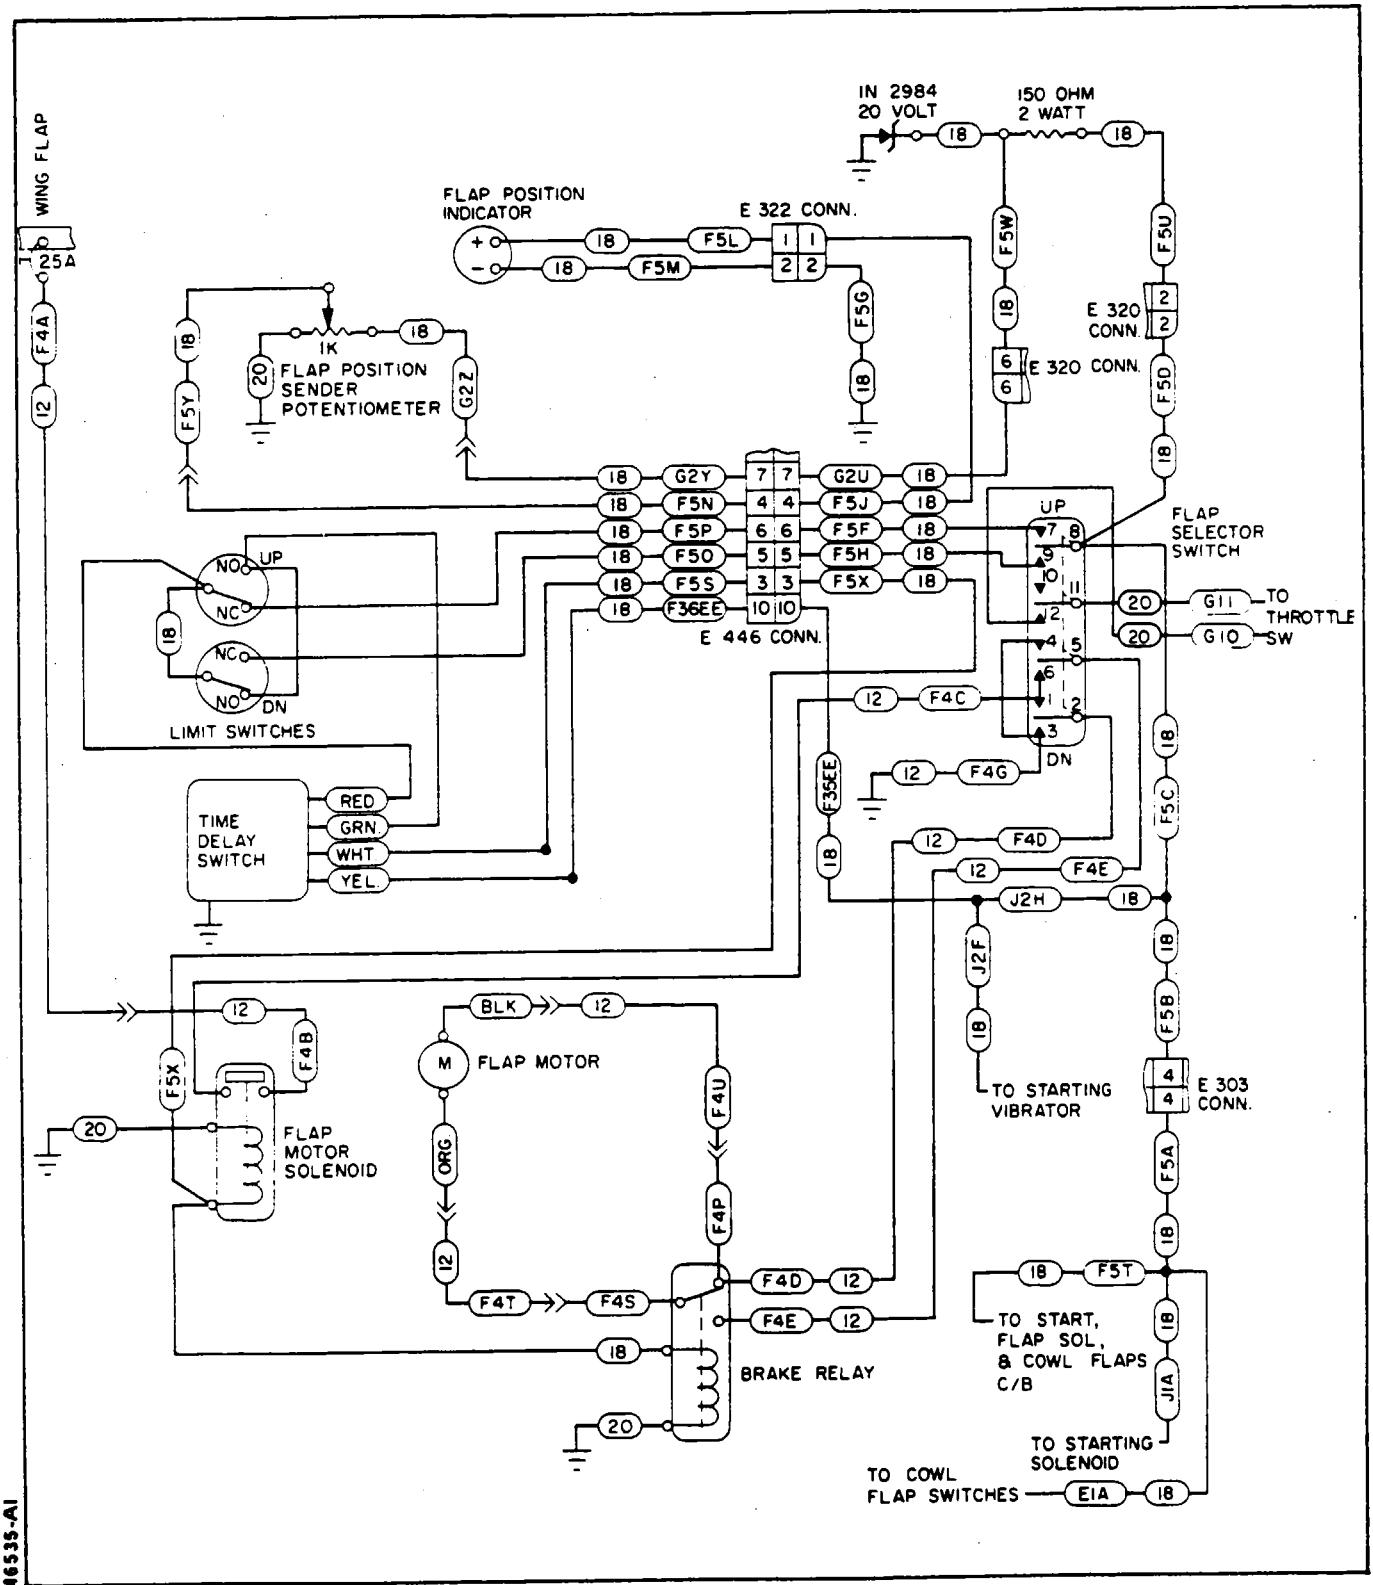 WING FLAP
25A
F4A
12
IN 2984
20 VOLT
150 OHM
2 WATT
18
18
F5W
18
F5U
E 320
CONN.
2
2
6
6
E 320 CONN.
F5D
18
FLAP POSITION
INDICATOR
+
-
18
F5L
18
F5M
E 322 CONN.
1 1
2 2
F5G
18
18
F5Y
1K
18
20
FLAP POSITION
SENDER
POTENTIOMETER
G2Z
18 G2Y 7 7 G2U 18
18 F5N 4 4 F5J 18
18 F5P 6 6 F5F 18
18 F5O 5 5 F5H 18
18 F5S 3 3 F5X 18
18 F36EE 10 10
E 446 CONN.
UP
7 8
9
10
11
12
4 5
6
1 2
3
DN
FLAP
SELECTOR
SWITCH
20 G11 TO
THROTTLE
20 G10 SW
NO UP
NC
18
NC
NO DN
LIMIT SWITCHES
12 F4C
12 F4G
F35EE
18
18
F5C
TIME
DELAY
SWITCH
RED
GRN.
WHT
YEL.
12 F4D
12 F4E
J2H 18
J2F
18
TO STARTING
VIBRATOR
18
F5B
4
4
E 303
CONN.
F5A
18
12
F4B
F5X
20
FLAP
MOTOR
SOLENOID
BLK 12
M FLAP MOTOR
F4U
ORG
F4P
12
F4T F4S
F4D 12
F4E 12
18
BRAKE RELAY
20
18 F5T
TO START,
FLAP SOL,
& COWL FLAPS
C/B
18
J1A
TO STARTING
SOLENOID
TO COWL
FLAP SWITCHES E1A 18
16535-A1